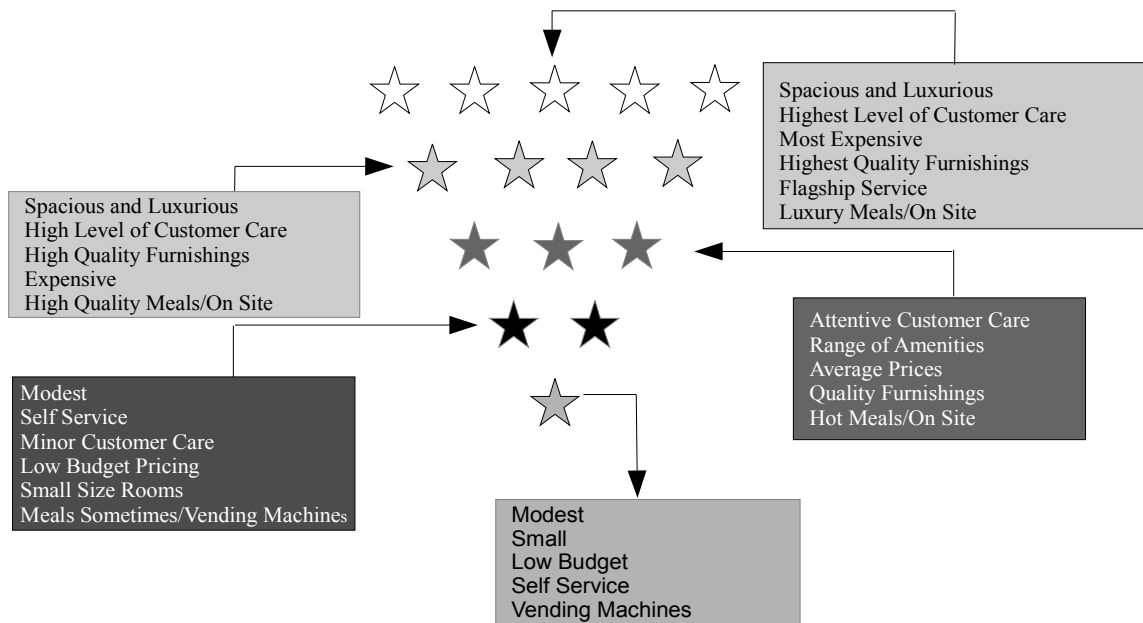 Spacious and Luxurious
Highest Level of Customer Care
Most Expensive
Highest Quality Furnishings
Flagship Service
Luxury Meals/On Site
Spacious and Luxurious
High Level of Customer Care
High Quality Furnishings
Expensive
High Quality Meals/On Site
Attentive Customer Care
Range of Amenities
Average Prices
Quality Furnishings
Hot Meals/On Site
Modest
Self Service
Minor Customer Care
Low Budget Pricing
Small Size Rooms
Meals Sometimes/Vending Machines
Modest
Small
Low Budget
Self Service
Vending Machines